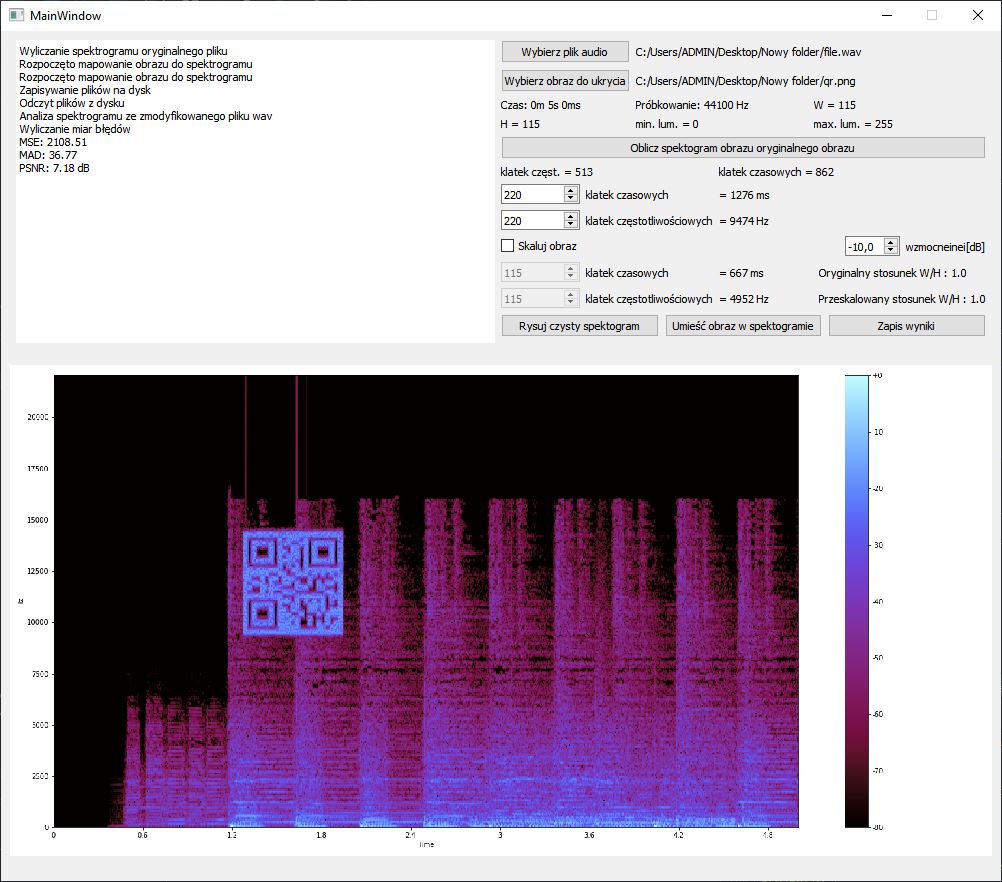 MainWindow
Wyliczanie spektrogramu oryginalnego pliku
Rozpoczęto mapowanie obrazu do spektrogramu
Rozpoczęto mapowanie obrazu do spektrogramu
Zapisywanie plików na dysk
Odczyt plików z dysku
Analiza spektrogramu ze zmodyfikowanego pliku wav
Wyliczanie miar błędów
MSE: 2108.51
MAD: 36.77
PSNR: 7.18 dB
Wybierz plik audio C:/Users/ADMIN/Desktop/Nowy folder/file.wav
Wybierz obraz do ukrycia C:/Users/ADMIN/Desktop/Nowy folder/qr.png
Czas: 0m 5s 0ms Próbkowanie: 44100 Hz W = 115
H = 115 min. lum. = 0 max. lum. = 255
Oblicz spektogram obrazu oryginalnego obrazu
klatek częst. = 513 klatek czasowych = 862
220 klatek czasowych = 1276 ms
220 klatek częstotliwościowych = 9474 Hz
Skaluj obraz -10,0 wzmocneinei[dB]
115 klatek czasowych = 667 ms Oryginalny stosunek W/H : 1.0
115 klatek częstotliwościowych = 4952 Hz Przeskalowany stosunek W/H : 1.0
Rysuj czysty spektogram Umieść obraz w spektogramie Zapis wyniki
20000
17500
15000
12500
10000
7500
5000
2500
0
Hz
0 0.6 1.2 1.8 2.4 3 3.6 4.2 4.8
Time
+0
-10
-20
-30
-40
-50
-60
-70
-80